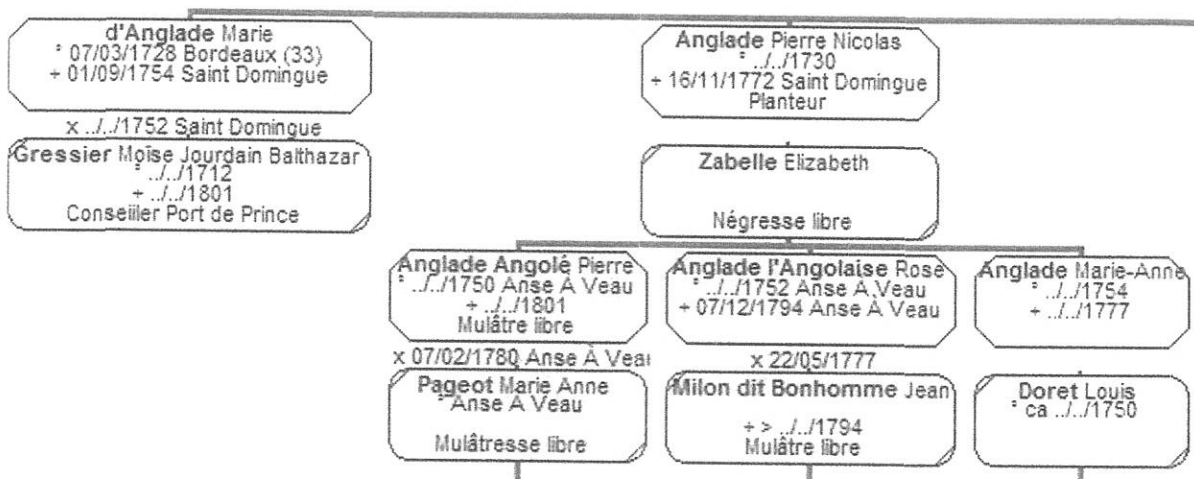 d'Anglade Marie
° 07/03/1728 Bordeaux (33)
+ 01/09/1754 Saint Domingue
x ../../1752 Saint Domingue
Gressier Moïse Jourdain Balthazar
° ../../1712
+ ../../1801
Conseiller Port de Prince
Anglade Pierre Nicolas
° ../../1730
+ 16/11/1772 Saint Domingue
Planteur
Zabelle Elizabeth
Négresse libre
Anglade Angolé Pierre
° ../../1750 Anse À Veau
+ ../../1801
Mulâtre libre
x 07/02/1780 Anse À Veau
Pageot Marie Anne
° Anse À Veau
Mulâtresse libre
Anglade l'Angolaise Rose
° ../../1752 Anse À Veau
+ 07/12/1794 Anse À Veau
x 22/05/1777
Milon dit Bonhomme Jean
+ > ../../1794
Mulâtre libre
Anglade Marie-Anne
° ../../1754
+ ../../1777
Doret Louis
° ca ../../1750